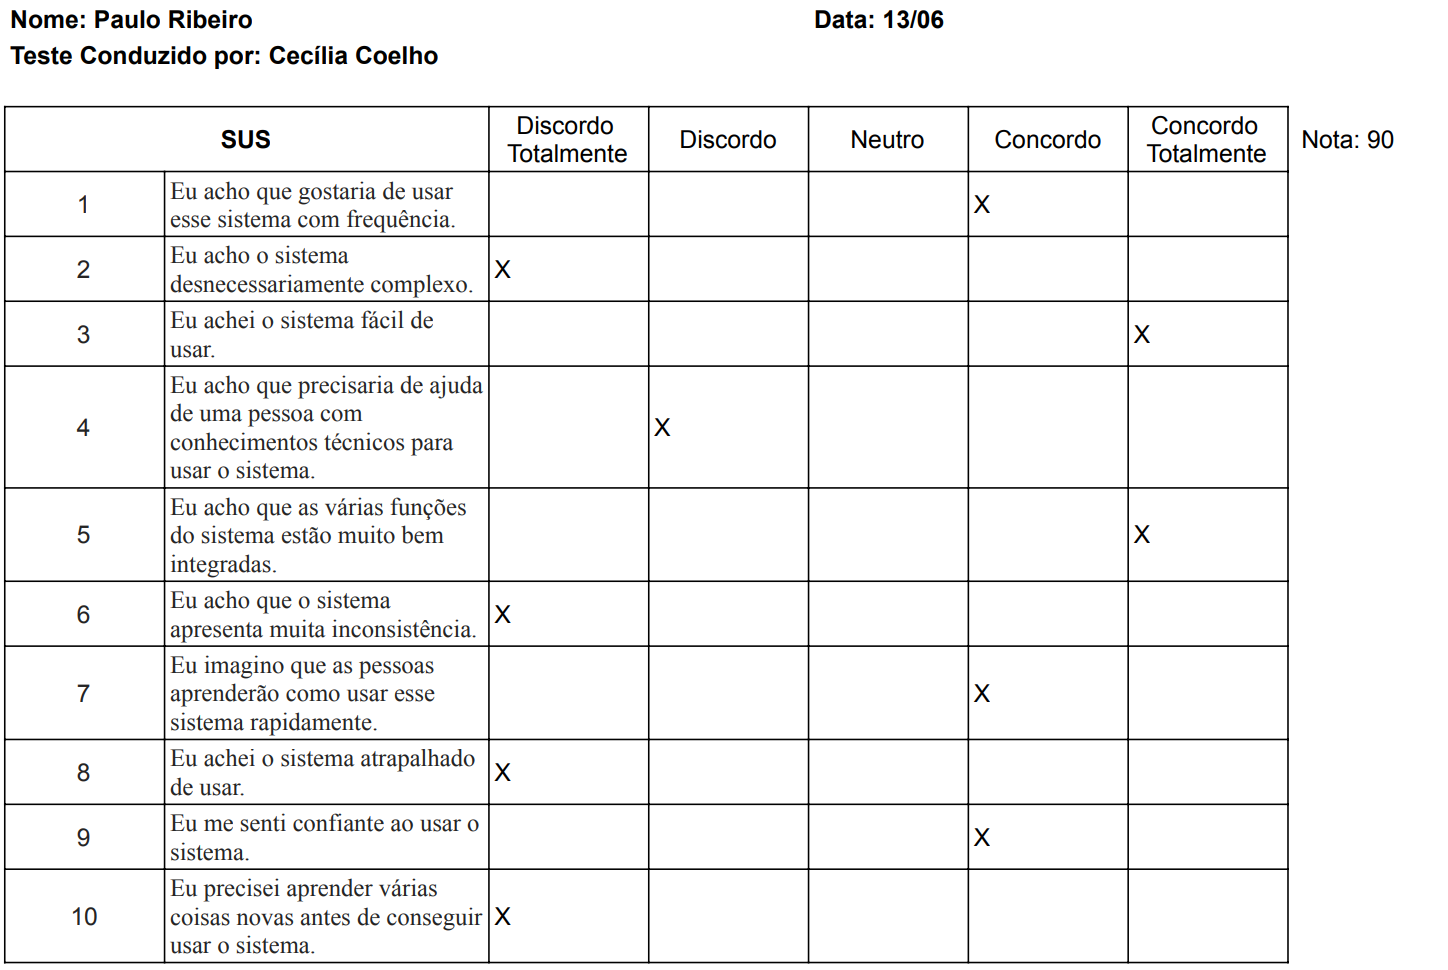 Nome: Paulo Ribeiro Data: 13/06
Teste Conduzido por: Cecília Coelho
SUS
Discordo
Totalmente
Discordo
Neutro
Concordo
Concordo
Totalmente
Nota: 90
1
Eu acho que gostaria de usar
esse sistema com frequência.
X
2
Eu acho o sistema
desnecessariamente complexo.
X
3
Eu achei o sistema fácil de
usar.
X
4
Eu acho que precisaria de ajuda
de uma pessoa com
conhecimentos técnicos para
usar o sistema.
X
5
Eu acho que as várias funções
do sistema estão muito bem
integradas.
X
6
Eu acho que o sistema
apresenta muita inconsistência.
X
7
Eu imagino que as pessoas
aprenderão como usar esse
sistema rapidamente.
X
8
Eu achei o sistema atrapalhado
de usar.
X
9
Eu me senti confiante ao usar o
sistema.
X
10
Eu precisei aprender várias
coisas novas antes de conseguir
usar o sistema.
X